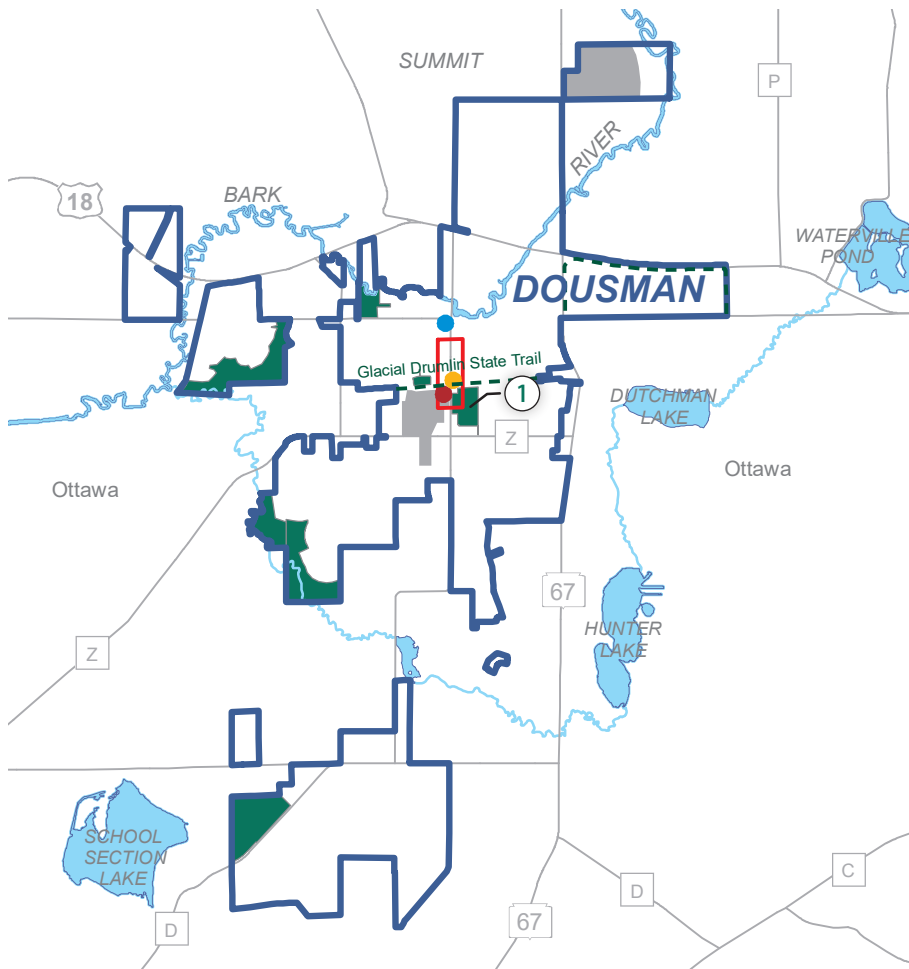 SUMMIT
P
RIVER
18
BARK
WATERVILLE
POND
DOUSMAN
Glacial Drumlin State Trail
1
DUTCHMAN
LAKE
Z
Ottawa
Ottawa
67
HUNTER
LAKE
Z
SCHOOL
SECTION
LAKE
C
D
67
D